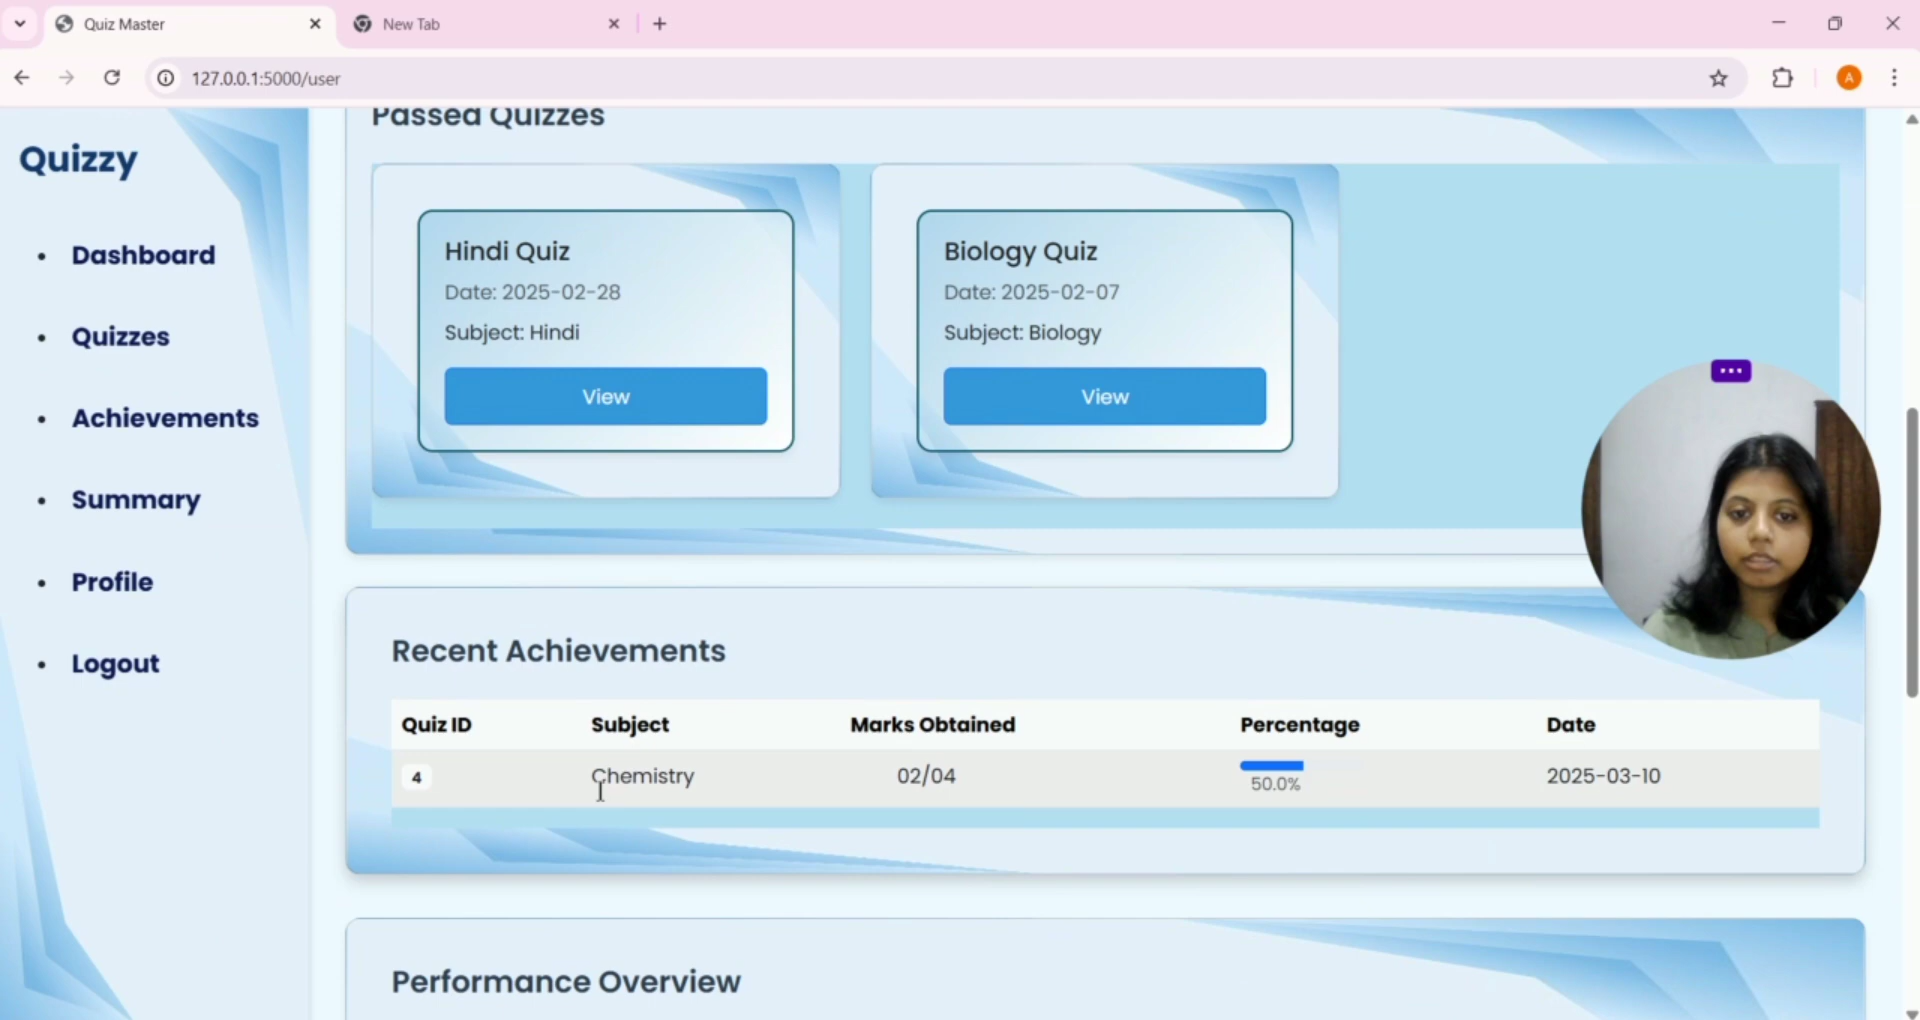 Quiz Master
New Tab
127.0.0.1:5000/user
A
Quizzy
Dashboard
Quizzes
Achievements
Summary
Profile
Logout
Passed Quizzes
Hindi Quiz
Date: 2025-02-28
Subject: Hindi
View
Biology Quiz
Date: 2025-02-07
Subject: Biology
View
Recent Achievements
Quiz ID Subject Marks Obtained Percentage Date
4 Chemistry 02/04 50.0% 2025-03-10
Performance Overview